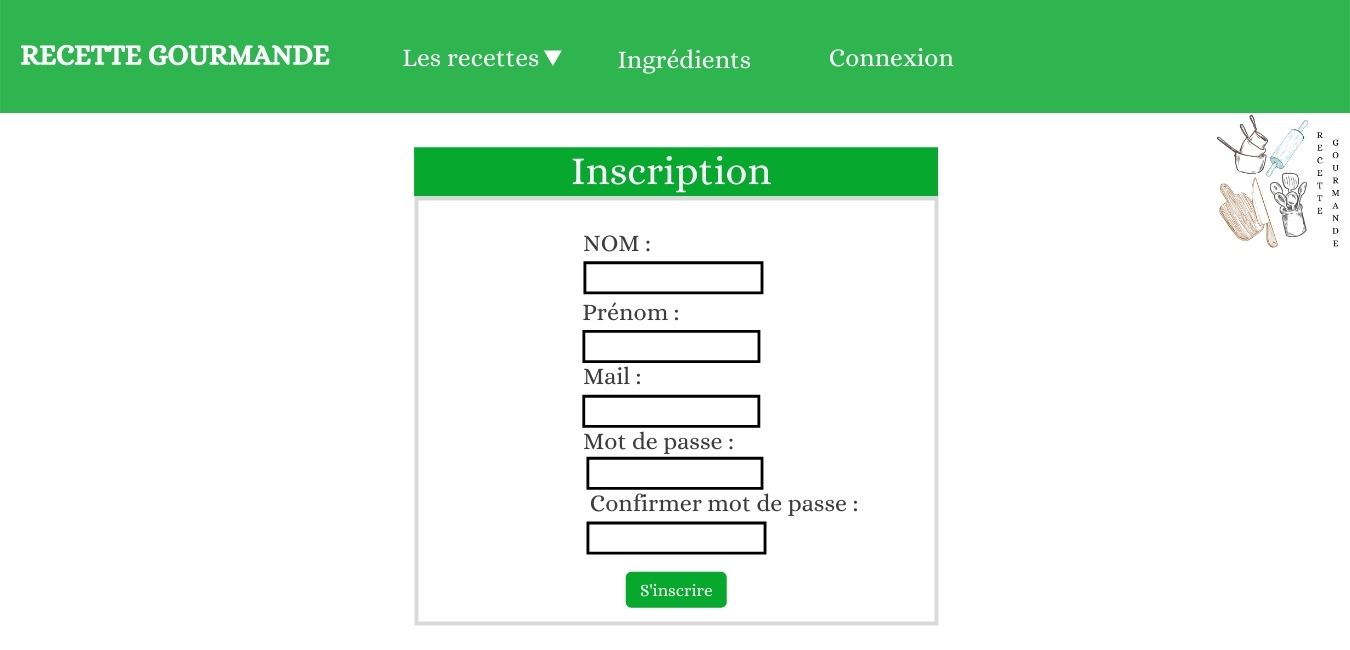 RECETTE GOURMANDE
Les recettes ▼
Ingrédients
Connexion
RECETTE
GOURMANDE
Inscription
NOM :
Prénom :
Mail :
Mot de passe :
Confirmer mot de passe :
S'inscrire